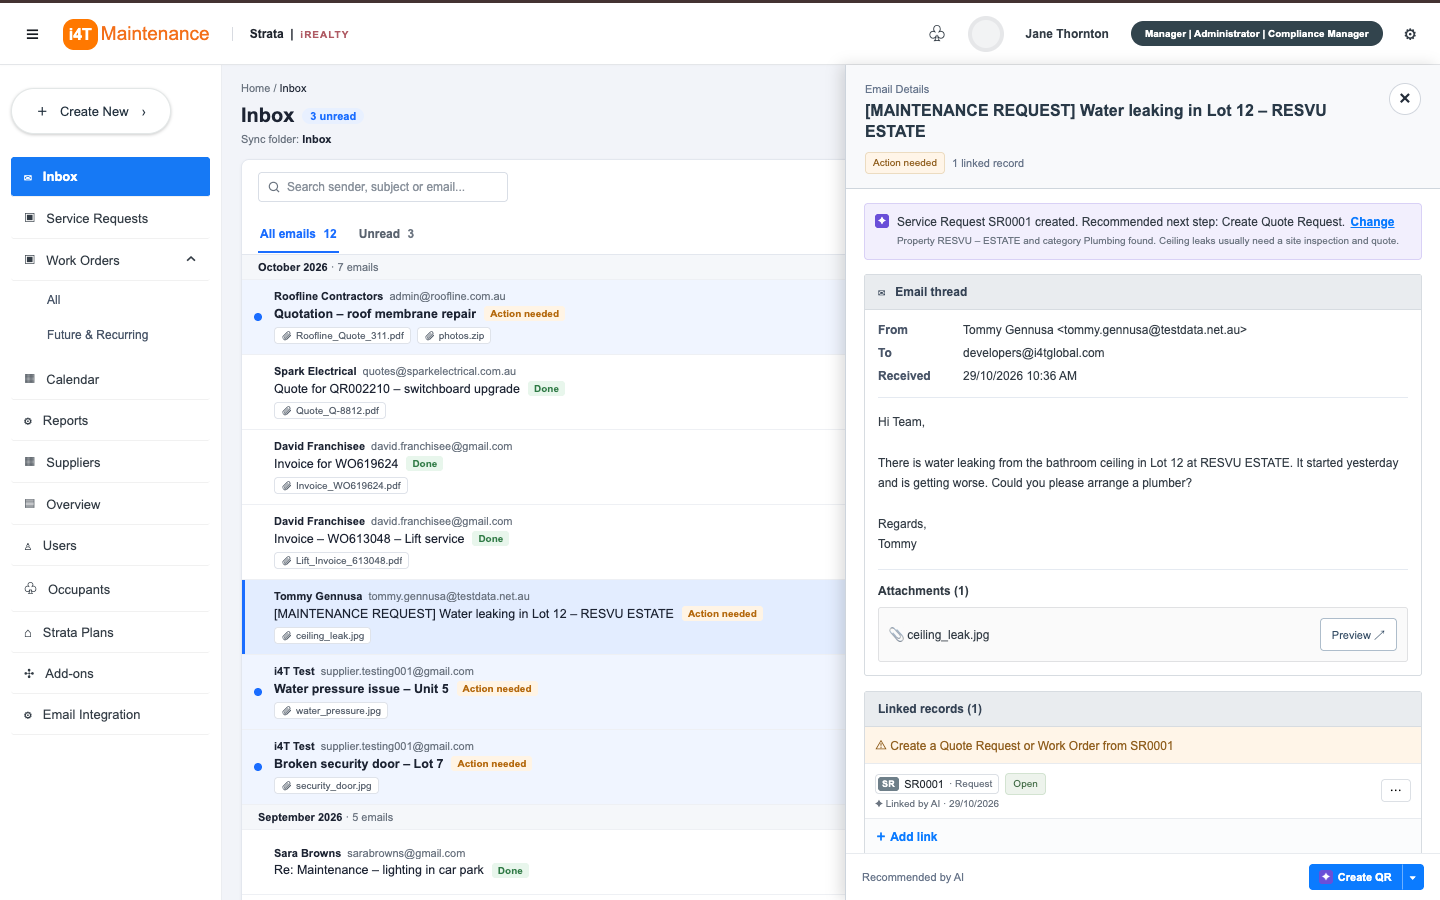 i4T Maintenance
Strata | iREALTY
Jane Thornton
Manager | Administrator | Compliance Manager
+ Create New ›
Inbox
Service Requests
Work Orders
All
Future & Recurring
Calendar
Reports
Suppliers
Overview
Users
Occupants
Strata Plans
Add-ons
Email Integration
Home / Inbox
Inbox 3 unread
Sync folder: Inbox
Search sender, subject or email...
All emails 12 Unread 3
October 2026 · 7 emails
Roofline Contractors admin@roofline.com.au
Quotation – roof membrane repair Action needed
Roofline_Quote_311.pdf photos.zip
Spark Electrical quotes@sparkelectrical.com.au
Quote for QR002210 – switchboard upgrade Done
Quote_Q-8812.pdf
David Franchisee david.franchisee@gmail.com
Invoice for WO619624 Done
Invoice_WO619624.pdf
David Franchisee david.franchisee@gmail.com
Invoice – WO613048 – Lift service Done
Lift_Invoice_613048.pdf
Tommy Gennusa tommy.gennusa@testdata.net.au
[MAINTENANCE REQUEST] Water leaking in Lot 12 – RESVU ESTATE Action needed
ceiling_leak.jpg
i4T Test supplier.testing001@gmail.com
Water pressure issue – Unit 5 Action needed
water_pressure.jpg
i4T Test supplier.testing001@gmail.com
Broken security door – Lot 7 Action needed
security_door.jpg
September 2026 · 5 emails
Sara Browns sarabrowns@gmail.com
Re: Maintenance – lighting in car park Done
Email Details
[MAINTENANCE REQUEST] Water leaking in Lot 12 – RESVU
ESTATE
Action needed 1 linked record
Service Request SR0001 created. Recommended next step: Create Quote Request. Change
Property RESVU – ESTATE and category Plumbing found. Ceiling leaks usually need a site inspection and quote.
Email thread
From Tommy Gennusa <tommy.gennusa@testdata.net.au>
To developers@i4tglobal.com
Received 29/10/2026 10:36 AM
Hi Team,
There is water leaking from the bathroom ceiling in Lot 12 at RESVU ESTATE. It started yesterday
and is getting worse. Could you please arrange a plumber?
Regards,
Tommy
Attachments (1)
ceiling_leak.jpg Preview
Linked records (1)
Create a Quote Request or Work Order from SR0001
SR SR0001 · Request Open
Linked by AI · 29/10/2026
+ Add link
Recommended by AI
Create QR